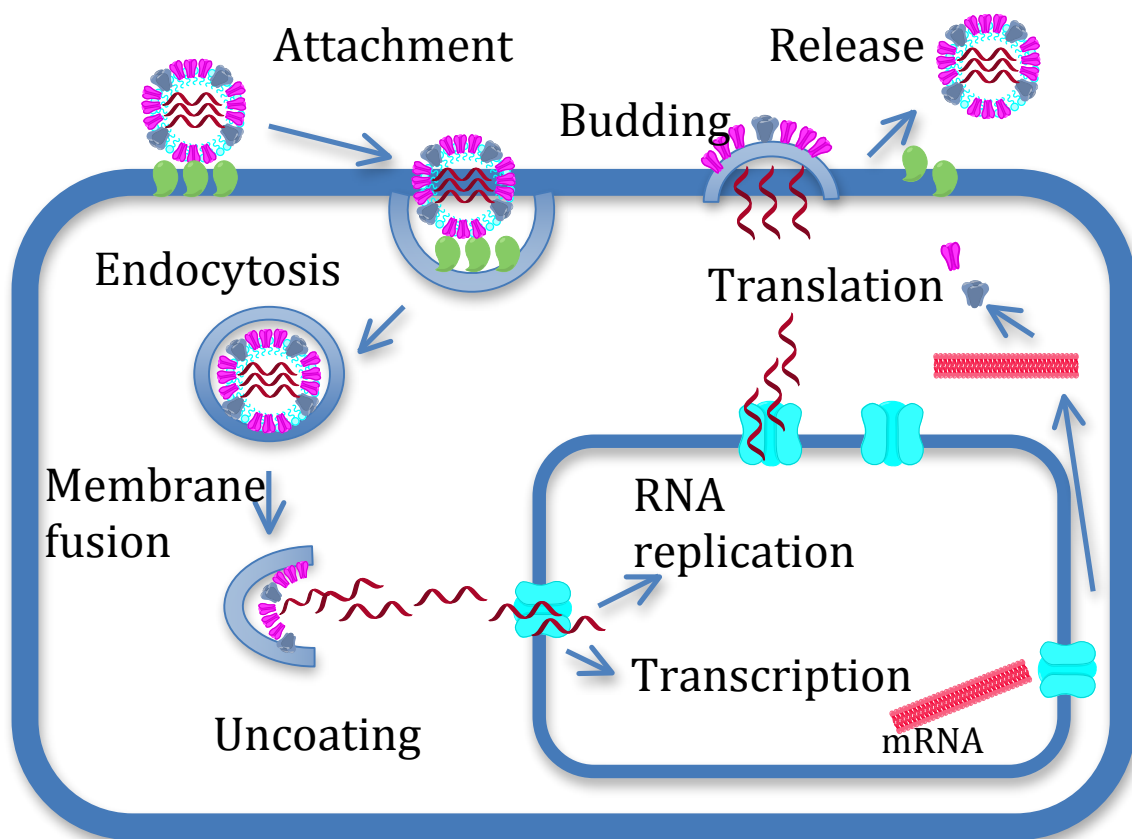 Attachment
Release
Budding
Endocytosis
Translation
Membrane
fusion
RNA
replication
Transcription
Uncoating
mRNA